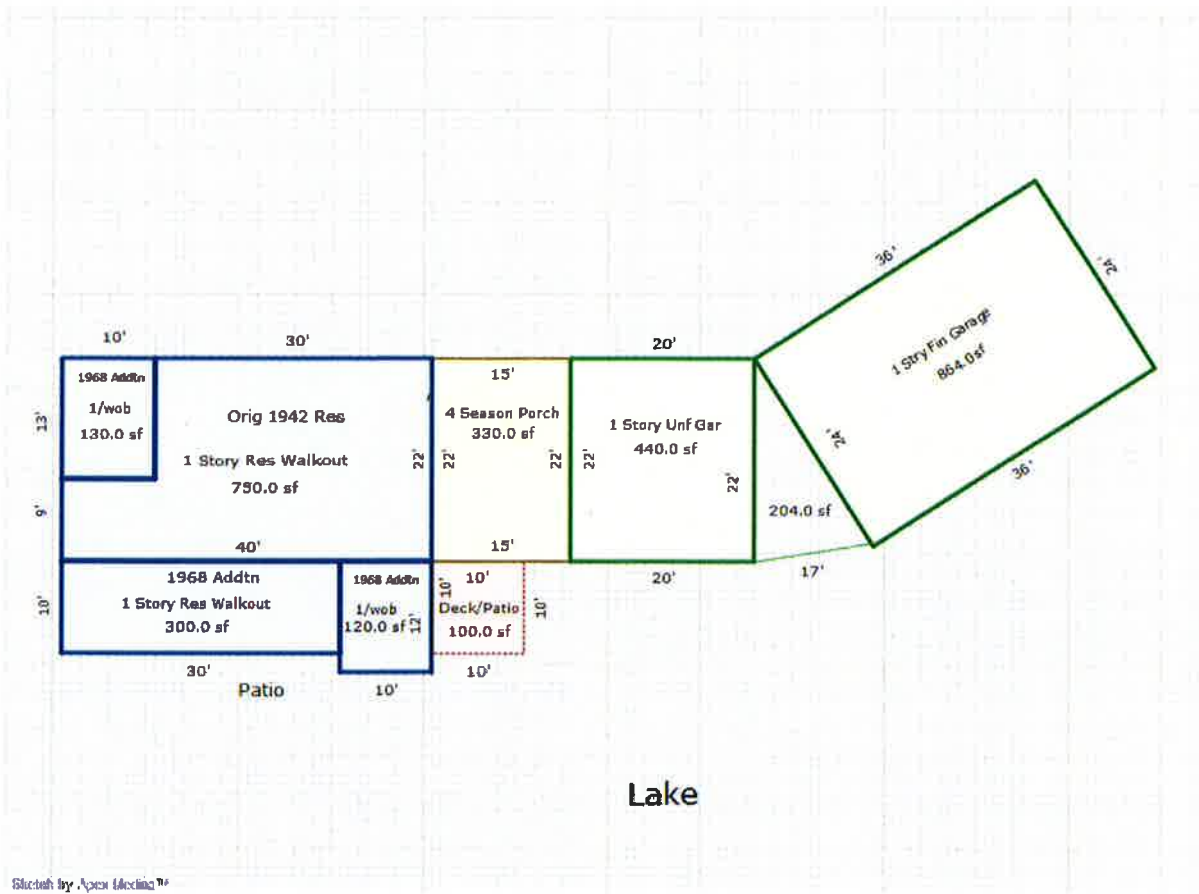 36'
24'
1 Stry Fin Garage
864.0sf
24'
36'
10'
30'
15'
20'
1968 Addtn
1/wob
130.0 sf
13'
9'
Orig 1942 Res
1 Story Res Walkout
750.0 sf
22'
40'
4 Season Porch
330.0 sf
22'
22'
15'
1 Story Unf Gar
440.0 sf
22'
22'
20'
204.0 sf
17'
1968 Addtn
1 Story Res Walkout
300.0 sf
10'
30'
1968 Addtn
1/wob
120.0 sf
12'
10'
10'
10'
Deck/Patio
100.0 sf
10'
10'
Patio
Lake
Sketch by Apex Medina™